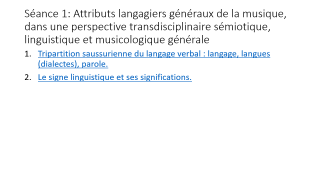 Séance 1: Attributs langagiers généraux de la musique,
dans une perspective transdisciplinaire sémiotique,
linguistique et musicologique générale
1. Tripartition saussurienne du langage verbal : langage, langues
(dialectes), parole.
2. Le signe linguistique et ses significations.